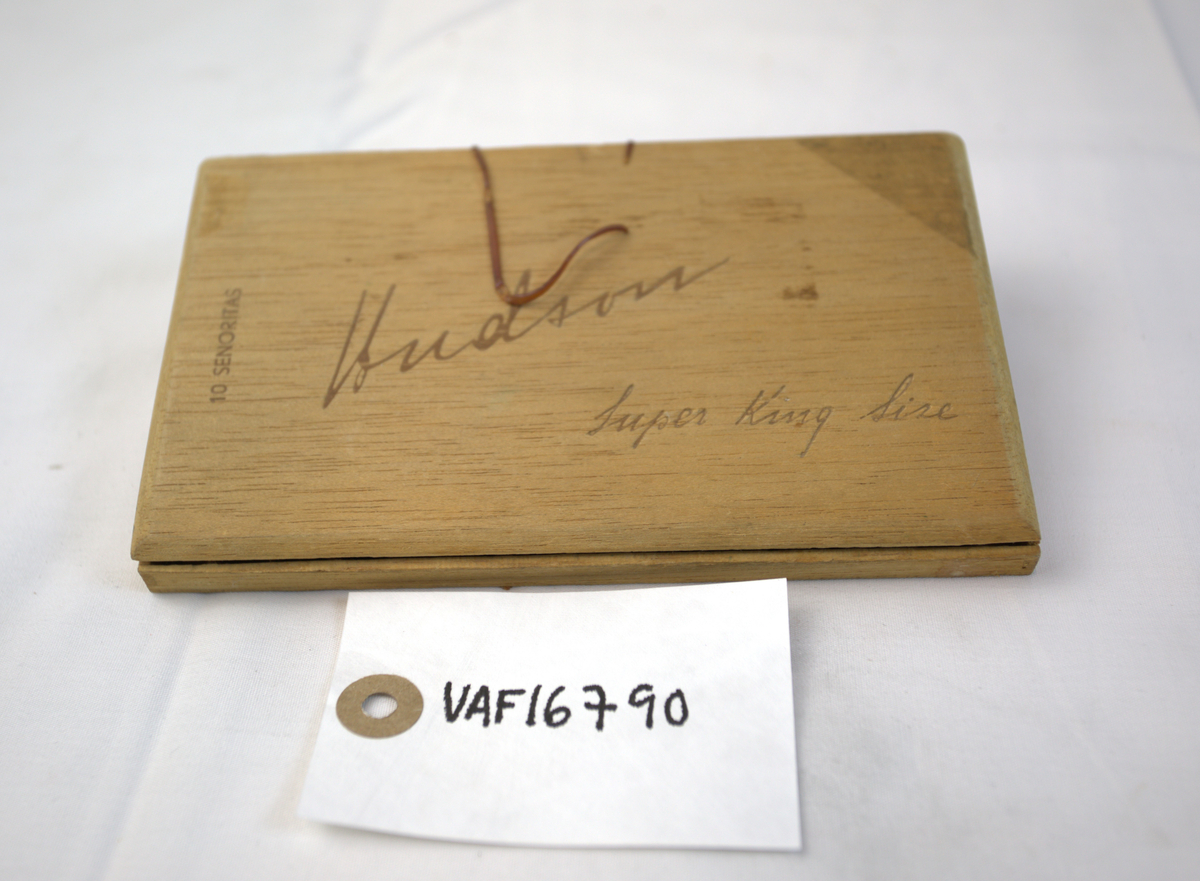 10 SENORITAS
Hudson
Super King Size
VAF16790